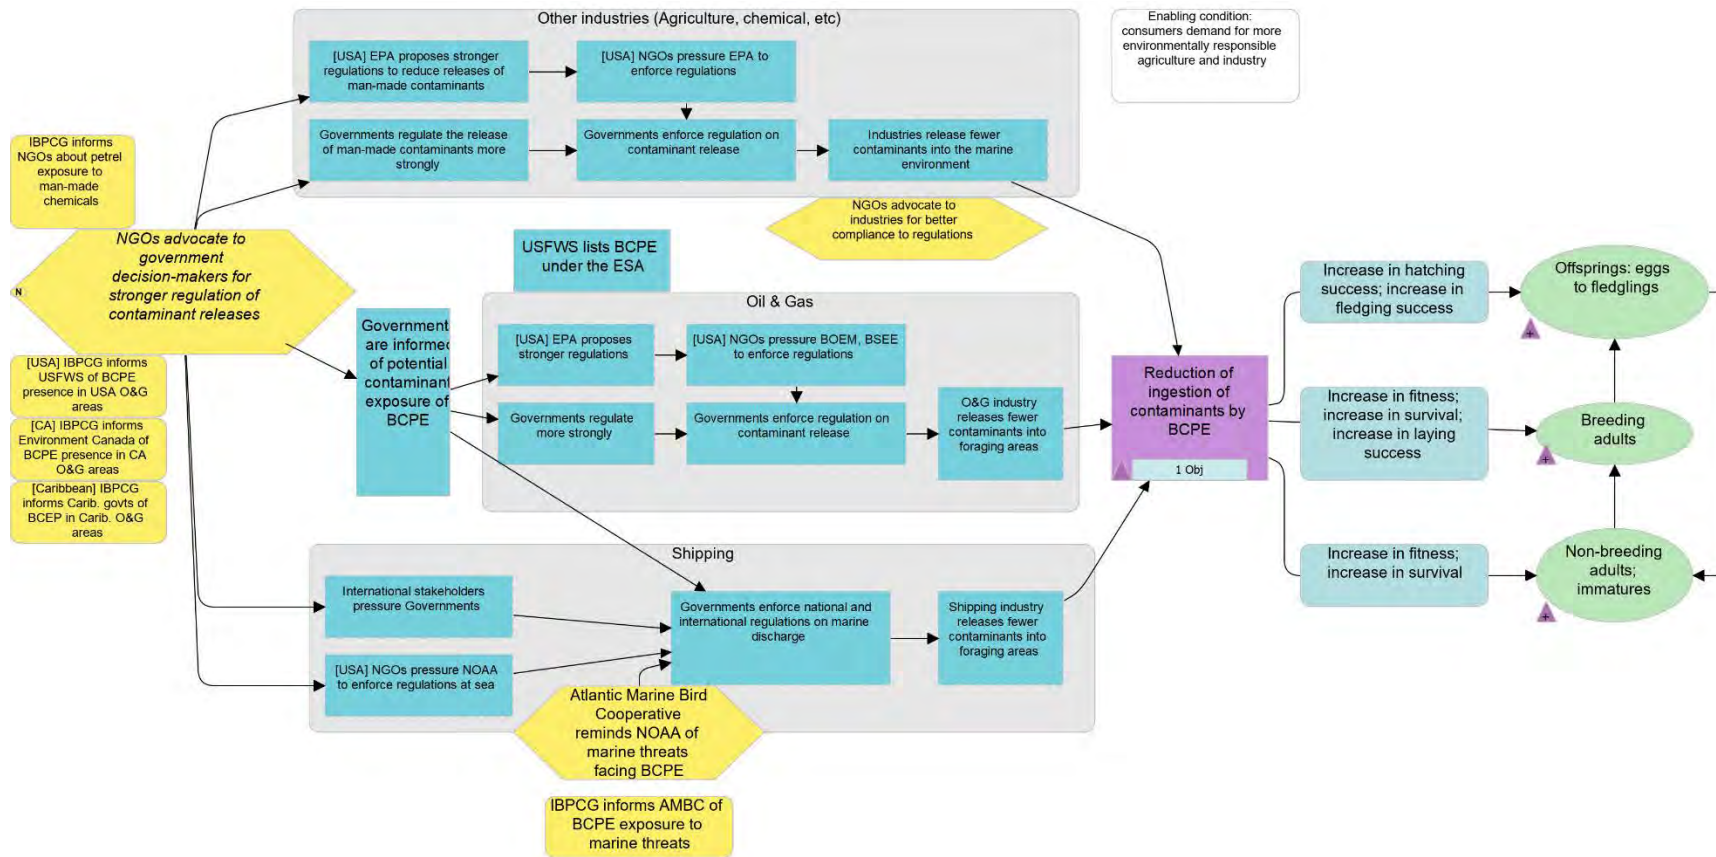 Other industries (Agriculture, chemical, etc)
[USA] EPA proposes stronger
regulations to reduce releases of
man-made contaminants
[USA] NGOs pressure EPA to
enforce regulations
Governments regulate the release
of man-made contaminants more
strongly
Governments enforce regulation on
contaminant release
Industries release fewer
contaminants into the marine
environment
Enabling condition:
consumers demand for more
environmentally responsible
agriculture and industry
IBPCG informs
NGOs about petrel
exposure to
man-made
chemicals
NGOs advocate to
government
decision-makers for
stronger regulation of
contaminant releases
N
NGOs advocate to
industries for better
compliance to regulations
USFWS lists BCPE
under the ESA
[USA] IBPCG informs
USFWS of BCPE
presence in USA O&G
areas
[CA] IBPCG informs
Environment Canada of
BCPE presence in CA
O&G areas
[Caribbean] IBPCG
informs Carib. govts of
BCEP in Carib. O&G
areas
Government
are informed
of potential
contaminant
exposure of
BCPE
Oil & Gas
[USA] EPA proposes
stronger regulations
[USA] NGOs pressure BOEM, BSEE
to enforce regulations
Governments regulate
more strongly
Governments enforce regulation on
contaminant release
O&G industry
releases fewer
contaminants into
foraging areas
Shipping
International stakeholders
pressure Governments
[USA] NGOs pressure NOAA
to enforce regulations at sea
Governments enforce national and
international regulations on marine
discharge
Shipping industry
releases fewer
contaminants into
foraging areas
Atlantic Marine Bird
Cooperative
reminds NOAA of
marine threats
facing BCPE
IBPCG informs AMBC of
BCPE exposure to
marine threats
Reduction of
ingestion of
contaminants by
BCPE
1 Obj
Increase in hatching
success; increase in
fledging success
Increase in fitness;
increase in survival;
increase in laying
success
Increase in fitness;
increase in survival
Offsprings: eggs
to fledglings
+
Breeding
adults
+
Non-breeding
adults;
immatures
+